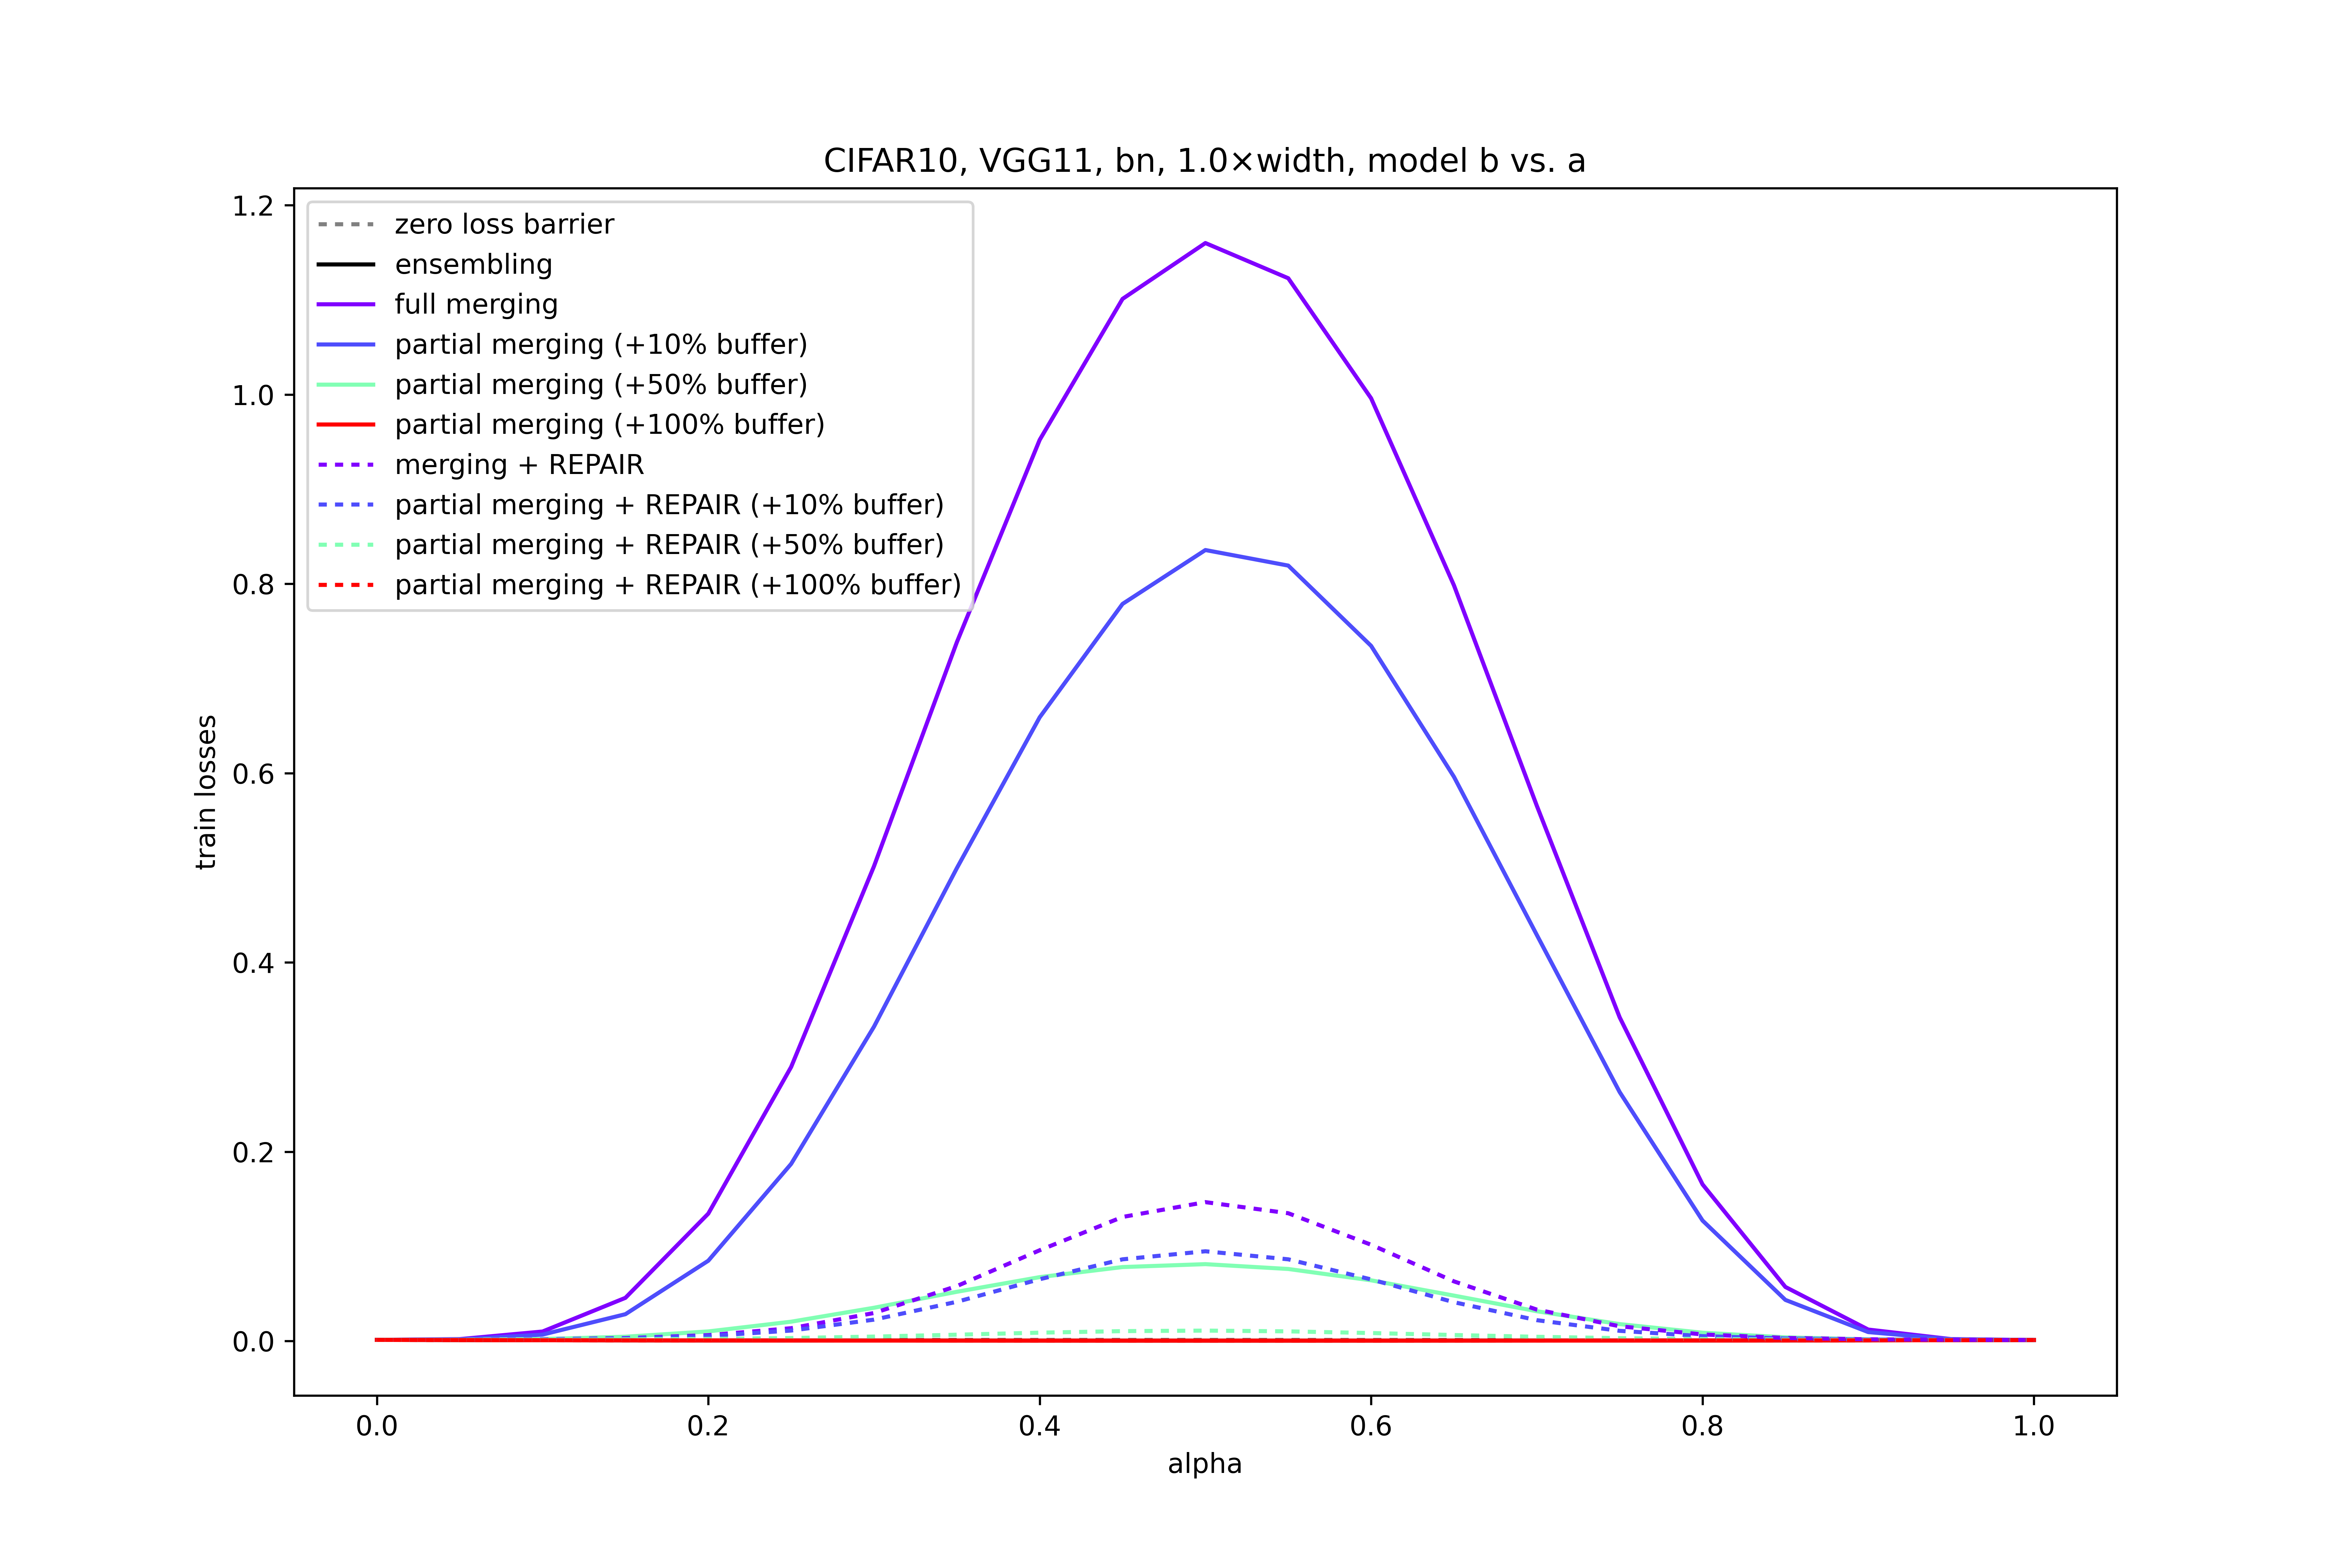 CIFAR10, VGG11, bn, 1.0×width, model b vs. a
1.2
1.0
0.8
0.6
0.4
0.2
0.0
train losses
zero loss barrier
ensembling
full merging
partial merging (+10% buffer)
partial merging (+50% buffer)
partial merging (+100% buffer)
merging + REPAIR
partial merging + REPAIR (+10% buffer)
partial merging + REPAIR (+50% buffer)
partial merging + REPAIR (+100% buffer)
0.0 0.2 0.4 0.6 0.8 1.0
alpha